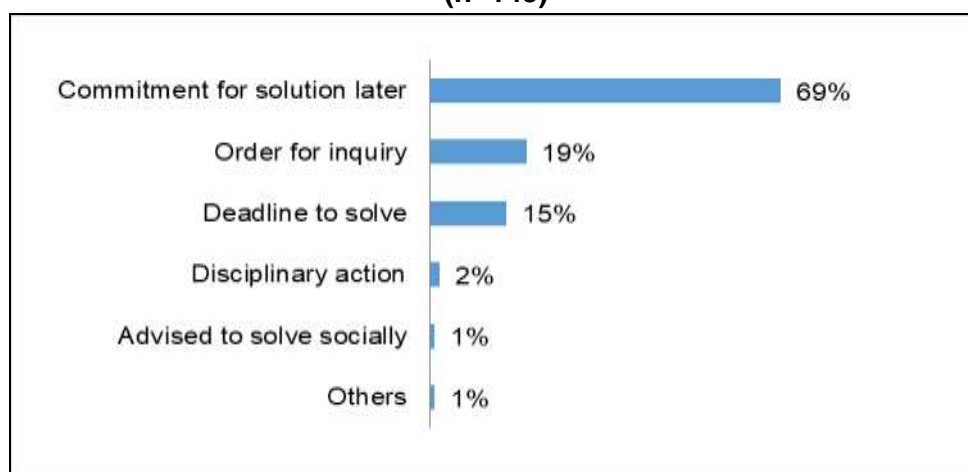 Commitment for solution later 69%
Order for inquiry 19%
Deadline to solve 15%
Disciplinary action 2%
Advised to solve socially 1%
Others 1%